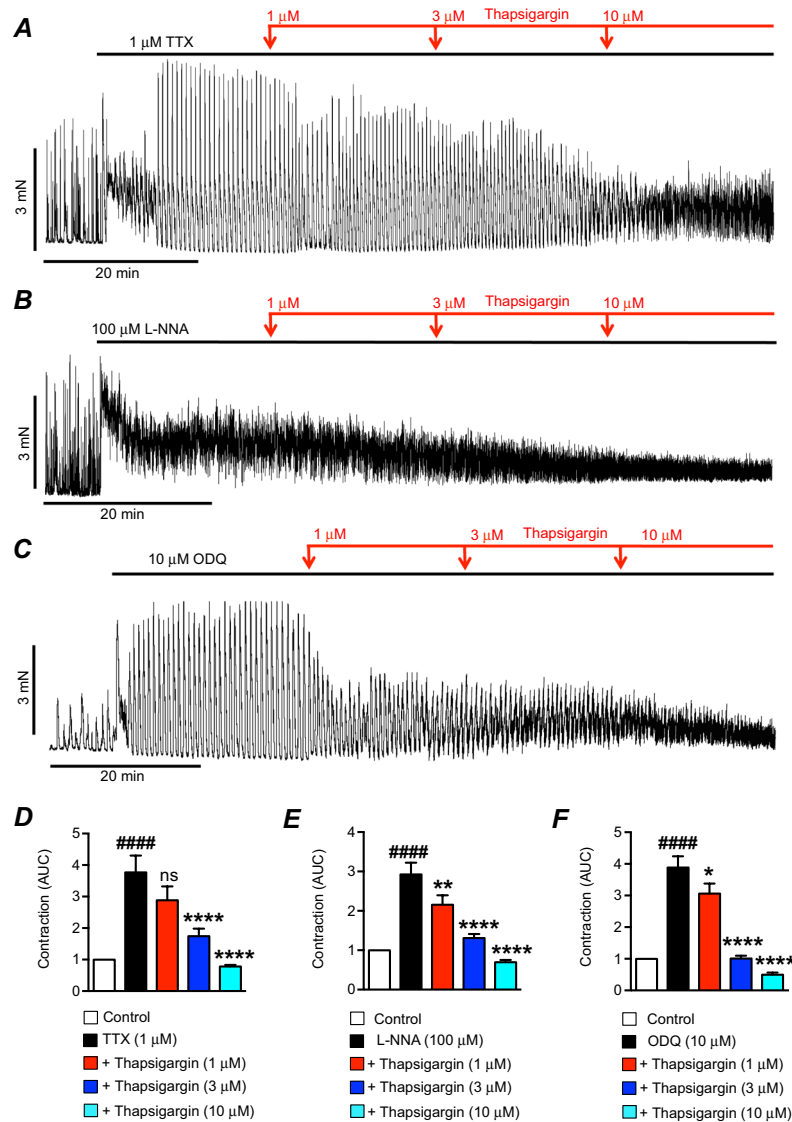 A
1 μM
3 μM
Thapsigargin
10 μM
1 μM TTX
3 mN
20 min
B
1 μM
3 μM
Thapsigargin
10 μM
100 μM L-NNA
3 mN
20 min
C
1 μM
3 μM
Thapsigargin
10 μM
10 μM ODQ
3 mN
20 min
D
Contraction (AUC)
5
4
3
2
1
0
####
ns
****
****
Control
TTX (1 μM)
+ Thapsigargin (1 μM)
+ Thapsigargin (3 μM)
+ Thapsigargin (10 μM)
E
Contraction (AUC)
4
3
2
1
0
####
**
****
****
Control
L-NNA (100 μM)
+ Thapsigargin (1 μM)
+ Thapsigargin (3 μM)
+ Thapsigargin (10 μM)
F
Contraction (AUC)
5
4
3
2
1
0
####
*
****
****
Control
ODQ (10 μM)
+ Thapsigargin (1 μM)
+ Thapsigargin (3 μM)
+ Thapsigargin (10 μM)